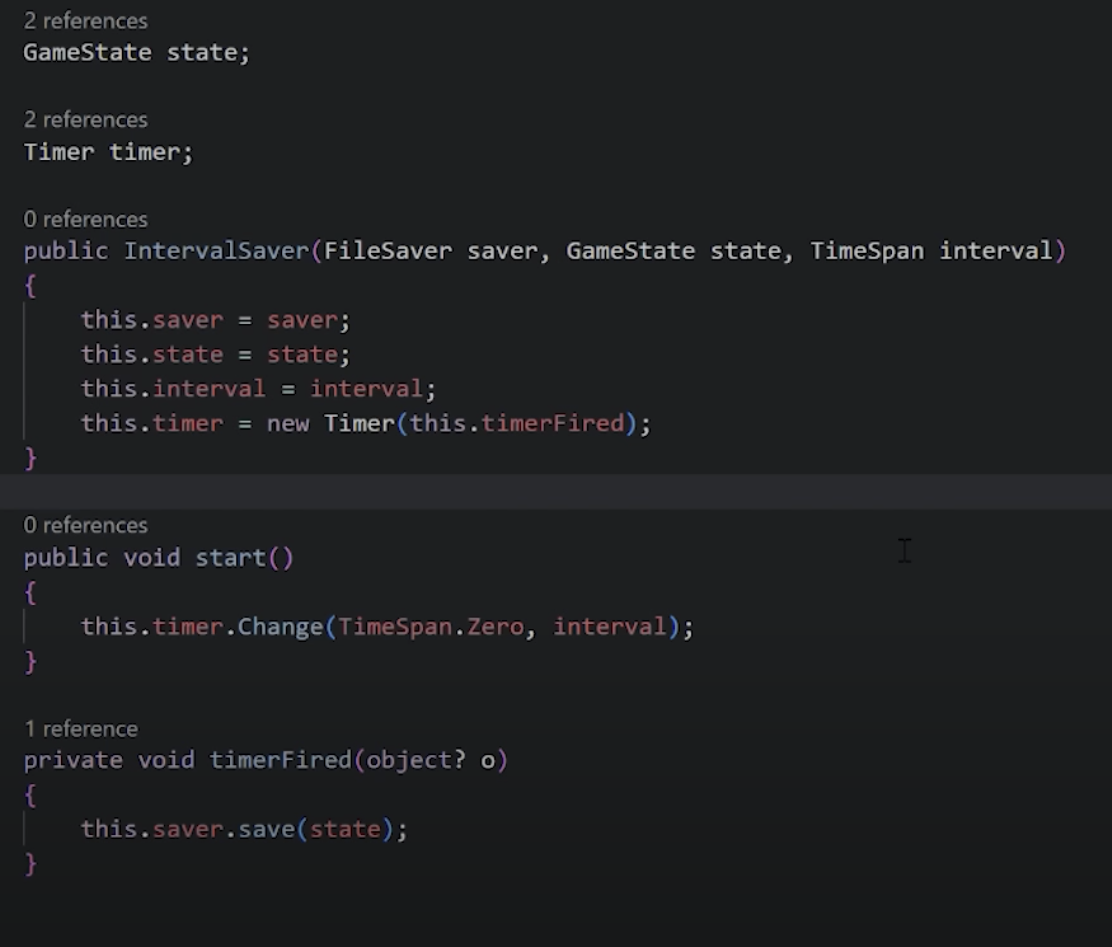 2 references
GameState state;
2 references
Timer timer;
0 references
public IntervalSaver(FileSaver saver, GameState state, TimeSpan interval)
{
this.saver = saver;
this.state = state;
this.interval = interval;
this.timer = new Timer(this.timerFired);
}
0 references
public void start()
{
this.timer.Change(TimeSpan.Zero, interval);
}
1 reference
private void timerFired(object? o)
{
this.saver.save(state);
}